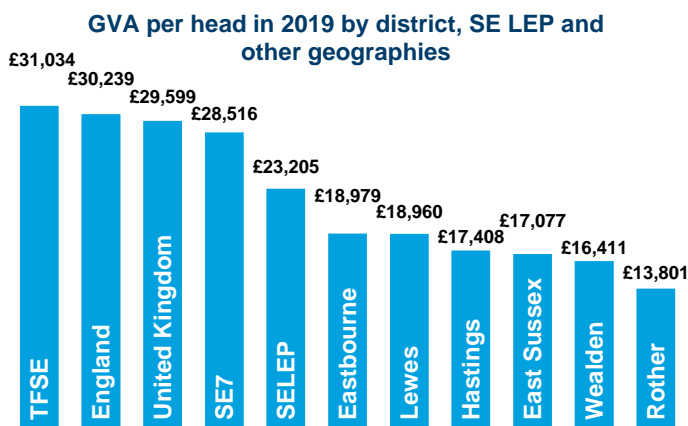 GVA per head in 2019 by district, SE LEP and
other geographies
£31,034
£30,239
£29,599
£28,516
£23,205
£18,979
£18,960
£17,408
£17,077
£16,411
£13,801
TFSE
England
United Kingdom
SE7
SELEP
Eastbourne
Lewes
Hastings
East Sussex
Wealden
Rother